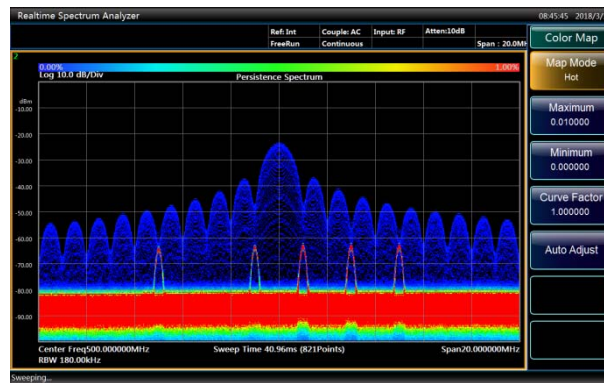 Realtime Spectrum Analyzer
08:45:45 2018/3/
Ref: Int Couple: AC Input: RF Atten:10dB
FreeRun Continuous Span : 20.0MH
Color Map
2
0.00% 1.00%
Log 10.0 dB/Div Persistence Spectrum
Map Mode
Hot
dBm
-10.00
-20.00
-30.00
-40.00
-50.00
-60.00
-70.00
-80.00
-90.00
Maximum
0.010000
Minimum
0.000000
Curve Factor
1.000000
Auto Adjust
Center Freq500.000000MHz Sweep Time 40.96ms (821Points) Span20.000000MHz
RBW 180.00kHz
Sweeping...